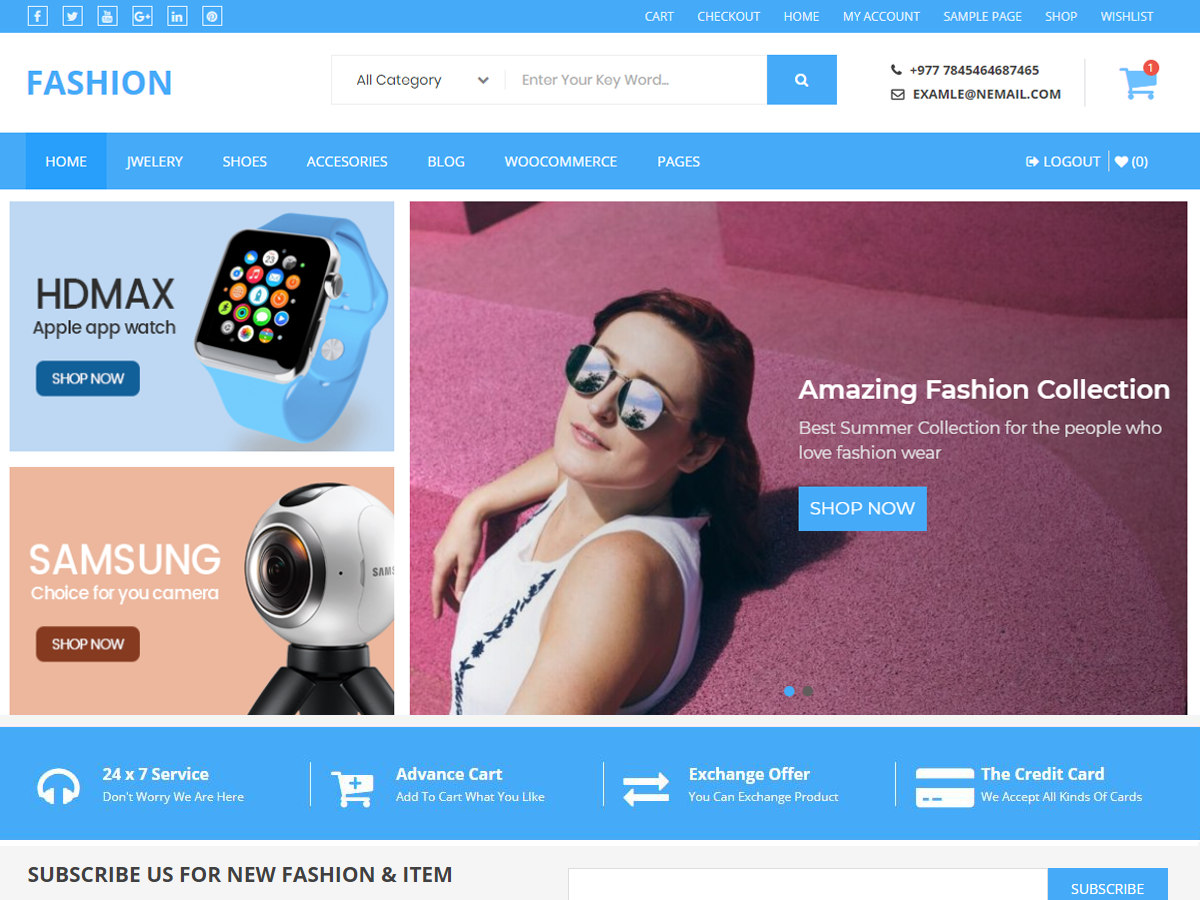 CART CHECKOUT HOME MY ACCOUNT SAMPLE PAGE SHOP WISHLIST
FASHION
All Category
Enter Your Key Word...
+977 7845464687465
EXAMLE@NEMAIL.COM
1
HOME JWELERY SHOES ACCESORIES BLOG WOOCOMMERCE PAGES
LOGOUT (0)
HDMAX
Apple app watch
SHOP NOW
23
SAMSUNG
Choice for you camera
SHOP NOW
SAMS
Amazing Fashion Collection
Best Summer Collection for the people who
love fashion wear
SHOP NOW
24 x 7 Service
Don't Worry We Are Here
Advance Cart
Add To Cart What You LIke
Exchange Offer
You Can Exchange Product
The Credit Card
We Accept All Kinds Of Cards
SUBSCRIBE US FOR NEW FASHION & ITEM
SUBSCRIBE